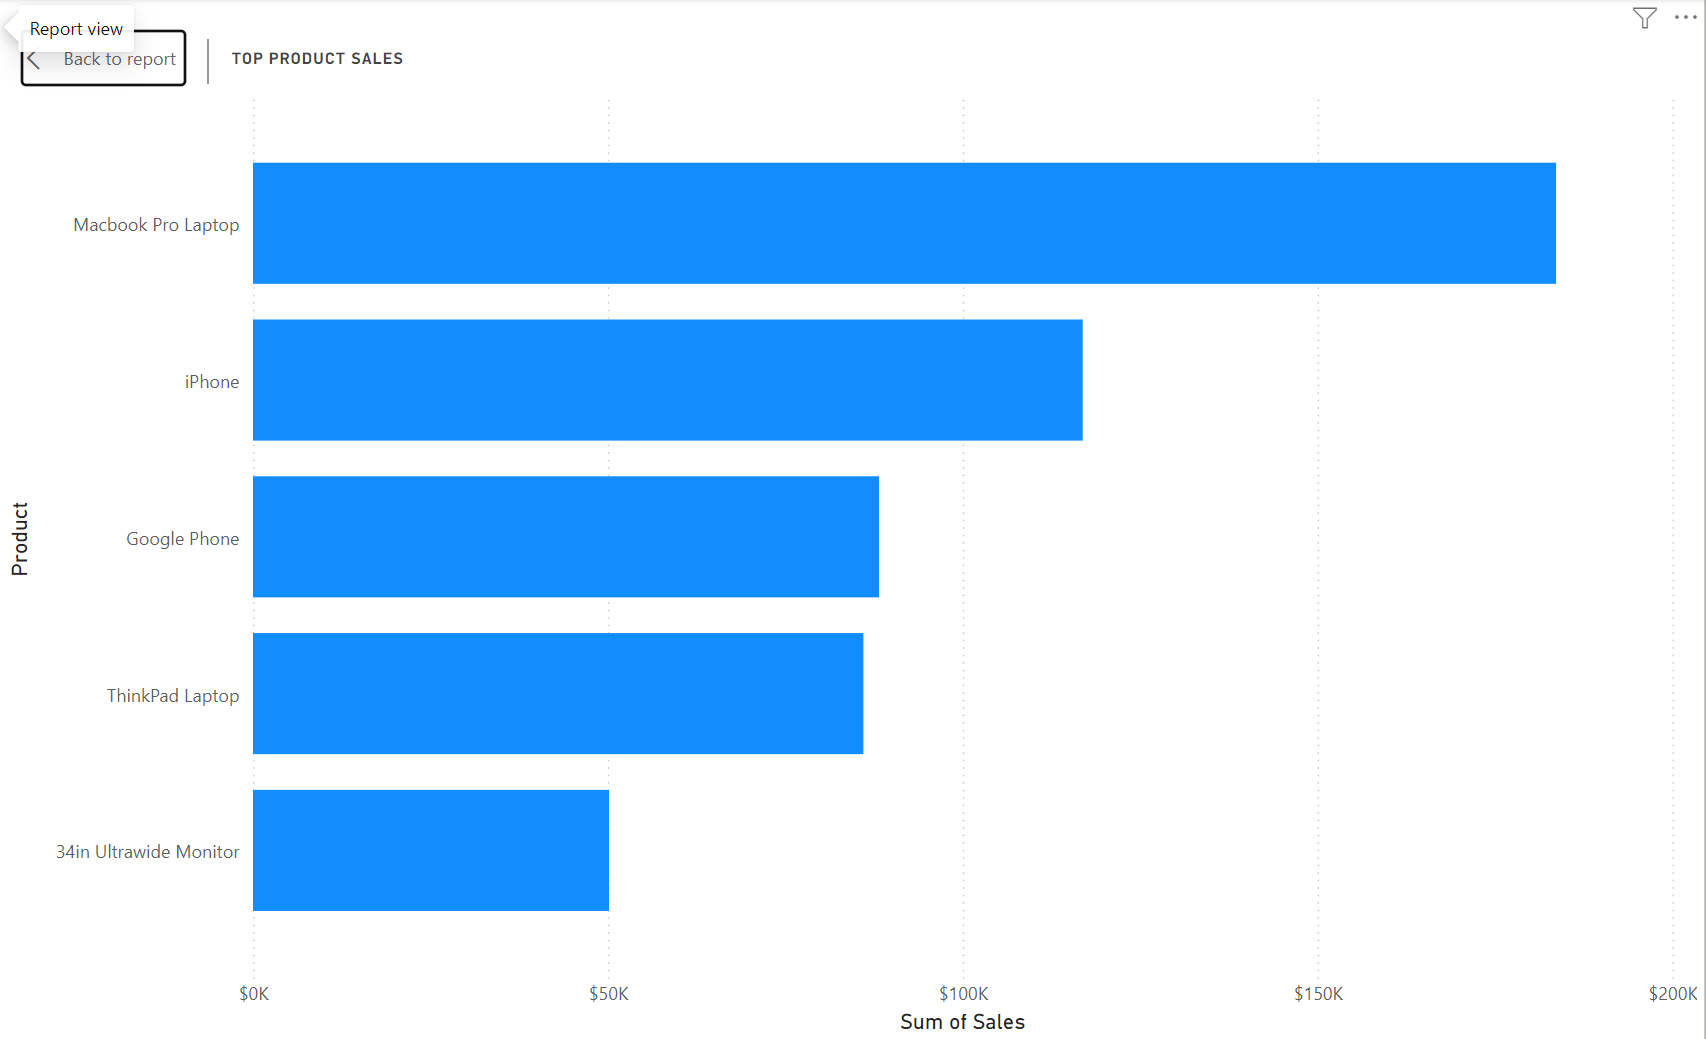 Report view
Back to report
TOP PRODUCT SALES
Product
Macbook Pro Laptop
iPhone
Google Phone
ThinkPad Laptop
34in Ultrawide Monitor
$0K
$50K
$100K
$150K
$200K
Sum of Sales